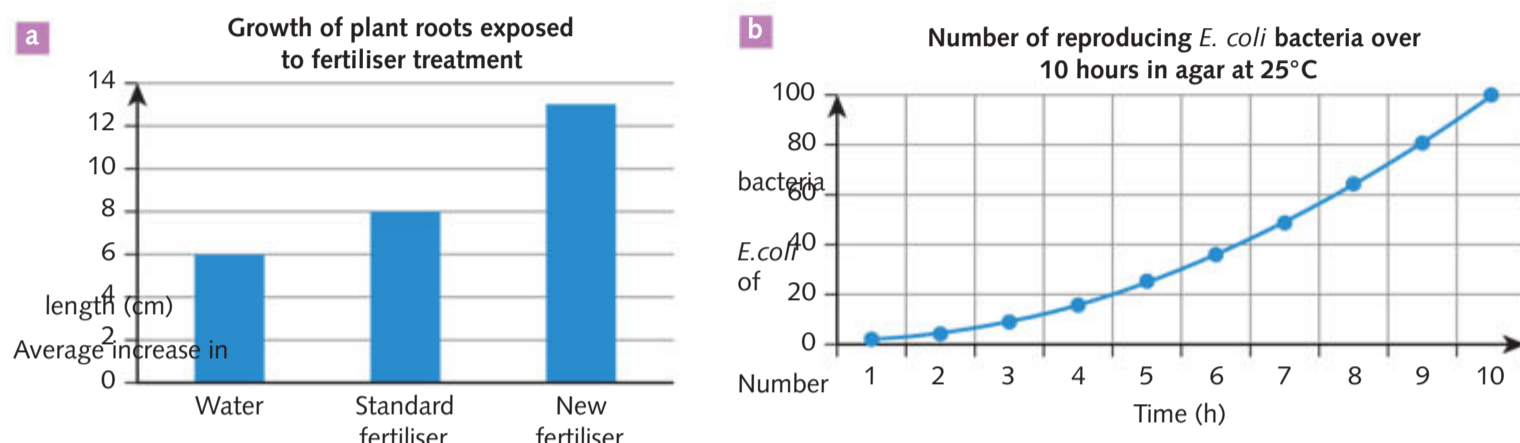 a
Growth of plant roots exposed
to fertiliser treatment
14
12
10
8
6
4
2
0
length (cm)
Average increase in
Water
Standard
fertiliser
New
fertiliser
b
Number of reproducing E. coli bacteria over
10 hours in agar at 25°C
100
80
60
40
20
0
bacteria
E.coli
of
Number
1 2 3 4 5 6 7 8 9 10
Time (h)